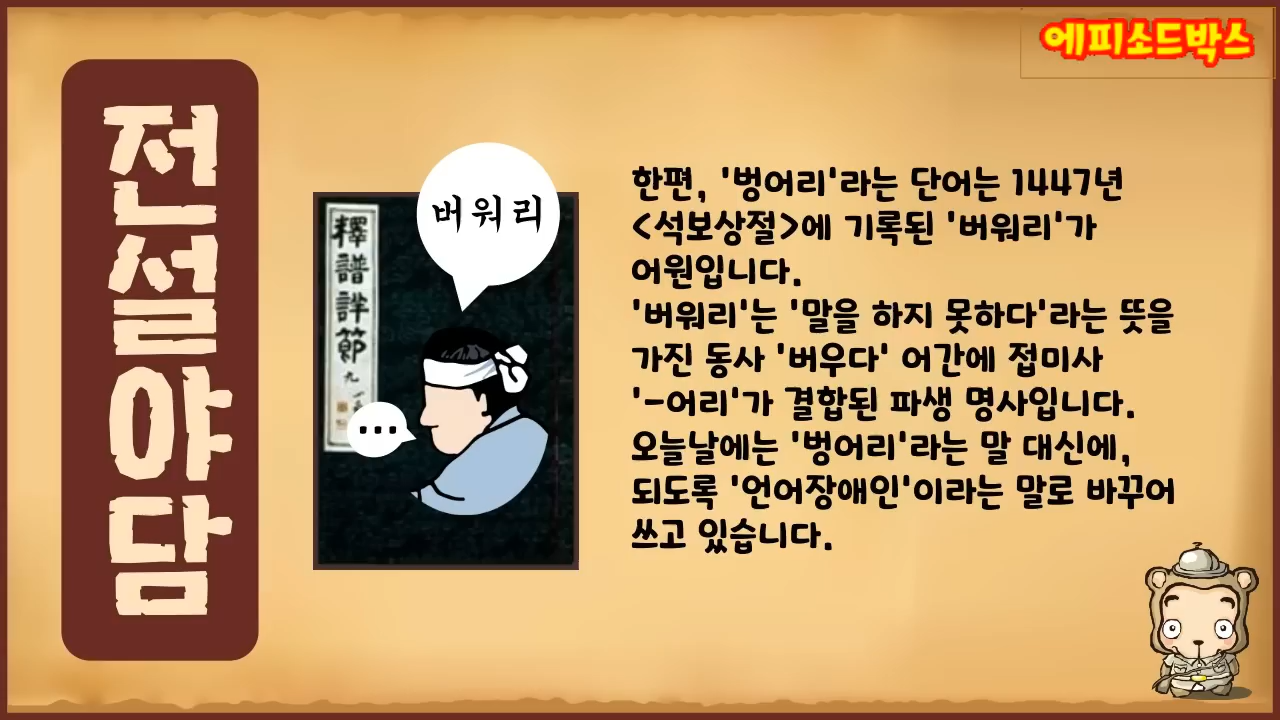 에피소드박스
전설야담
버워리
釋譜詳節
九
...
한편, '벙어리'라는 단어는 1447년
<석보상절>에 기록된 '버워리'가
어원입니다.
'버워리'는 '말을 하지 못하다'라는 뜻을
가진 동사 '버우다' 어간에 접미사
'-어리'가 결합된 파생 명사입니다.
오늘날에는 '벙어리'라는 말 대신에,
되도록 '언어장애인'이라는 말로 바꾸어
쓰고 있습니다.